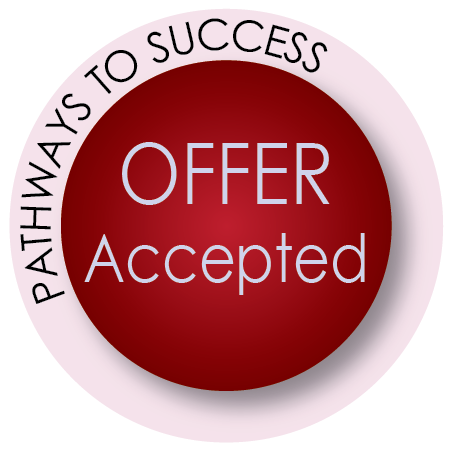 PATHWAYS TO SUCCESS
OFFER
Accepted